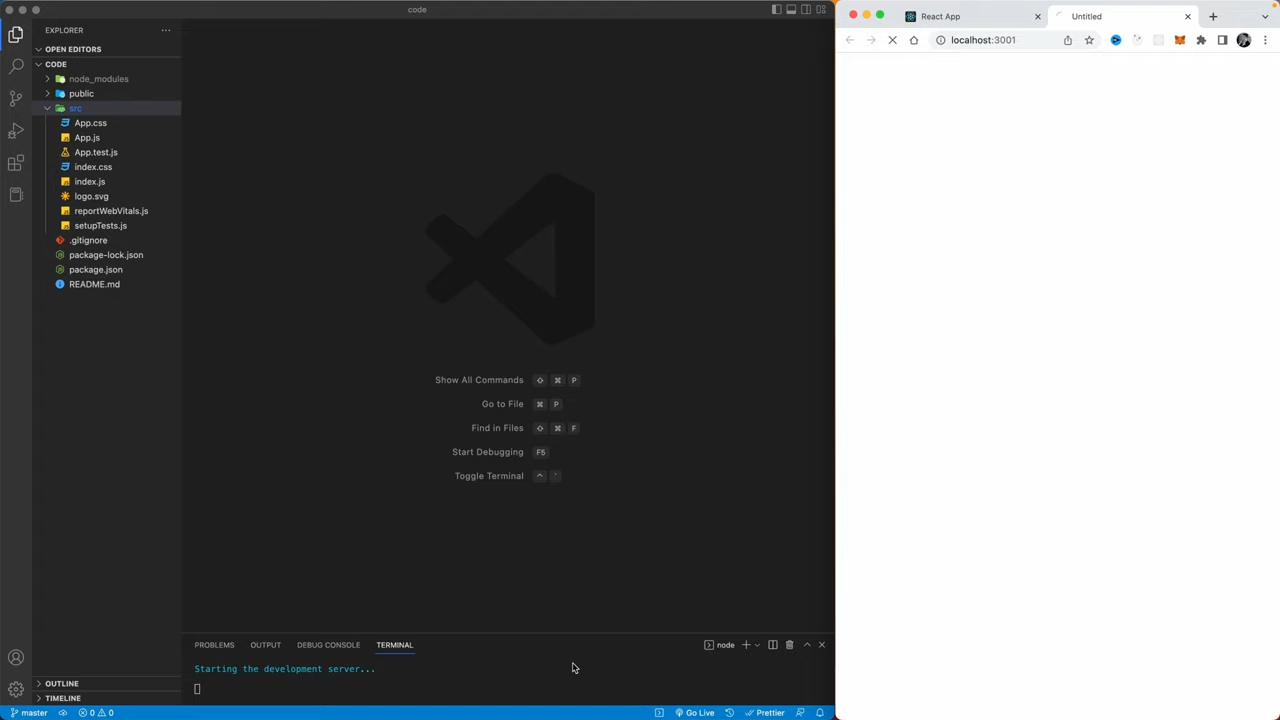 code
EXPLORER
OPEN EDITORS
CODE
node_modules
public
src
App.css
App.js
App.test.js
index.css
index.js
logo.svg
reportWebVitals.js
setupTests.js
.gitignore
package-lock.json
package.json
README.md
OUTLINE
TIMELINE
Show All Commands ⇧ ⌘ P
Go to File ⌘ P
Find in Files ⇧ ⌘ F
Start Debugging F5
Toggle Terminal ^ `
PROBLEMS OUTPUT DEBUG CONSOLE TERMINAL
node
Starting the development server...
master 0 0 Go Live Prettier
React App
Untitled
localhost:3001